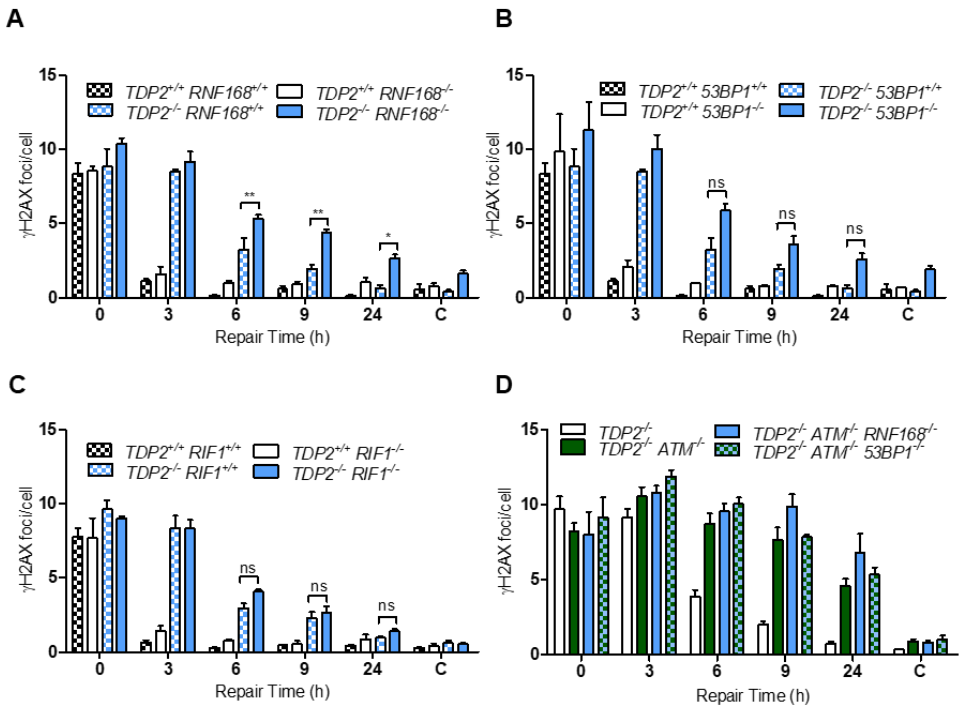 A
TDP2+/+ RNF168+/+
TDP2+/+ RNF168-/-
TDP2-/- RNF168+/+
TDP2-/- RNF168-/-
γH2AX foci/cell
15
10
5
0
** ** *
0 3 6 9 24 C
Repair Time (h)
B
TDP2+/+ 53BP1+/+
TDP2-/- 53BP1+/+
TDP2+/+ 53BP1-/-
TDP2-/- 53BP1-/-
γH2AX foci/cell
15
10
5
0
ns ns ns
0 3 6 9 24 C
Repair Time (h)
C
TDP2+/+ RIF1+/+
TDP2+/+ RIF1-/-
TDP2-/- RIF1+/+
TDP2-/- RIF1-/-
γH2AX foci/cell
15
10
5
0
ns ns ns
0 3 6 9 24 C
Repair Time (h)
D
TDP2-/-
TDP2-/- ATM-/- RNF168-/-
TDP2-/- ATM-/-
TDP2-/- ATM-/- 53BP1-/-
γH2AX foci/cell
15
10
5
0
0 3 6 9 24 C
Repair Time (h)